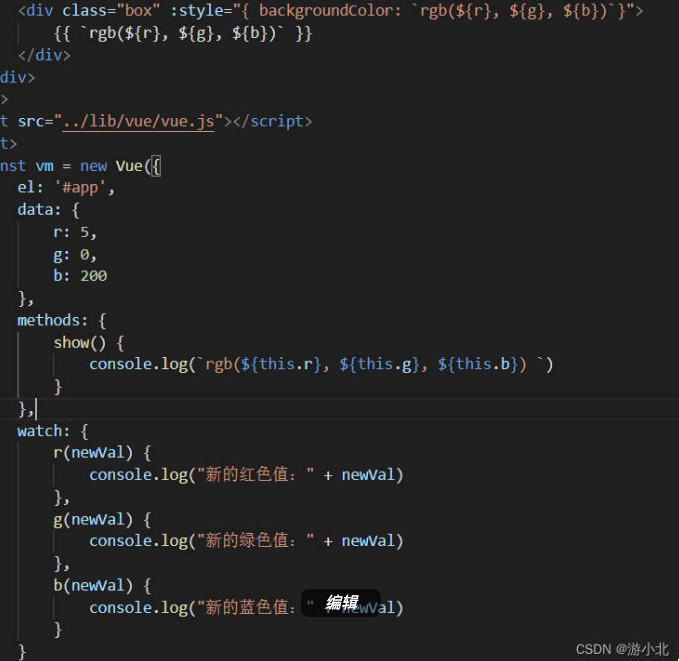 <div class="box" :style="{ backgroundColor: `rgb(${r}, ${g}, ${b})`}">
{{ `rgb(${r}, ${g}, ${b})` }}
</div>
div>
>
t src="../lib/vue/vue.js"></script>
t>
nst vm = new Vue({
el: '#app',
data: {
r: 5,
g: 0,
b: 200
},
methods: {
show() {
console.log(`rgb(${this.r}, ${this.g}, ${this.b}) `)
}
},
watch: {
r(newVal) {
console.log("新的红色值：" + newVal)
},
g(newVal) {
console.log("新的绿色值：" + newVal)
},
b(newVal) {
console.log("新的蓝色值：" + newVal)
编辑
}
}
CSDN @游小北